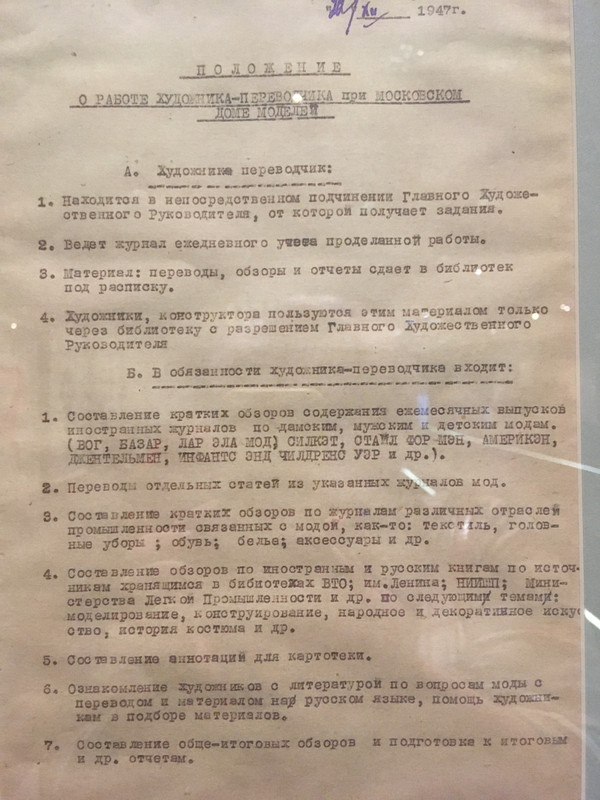 "22/XII 1947г.
ПОЛОЖЕНИЕ
О РАБОТЕ ХУДОЖНИКА-ПЕРЕВОДЧИКА при МОСКОВСКОМ
ДОМЕ МОДЕЛЕЙ
А. Художника переводчик:
1. Находится в непосредственном подчинении Главного Художе-
ственного Руководителя, от которой получает задания.
2. Ведет журнал ежедневного учета проделанной работы.
3. Материал: переводы, обзоры и отчеты сдает в библиотек
под расписку.
4. Художники, конструктора пользуются этим материалом только
через библиотеку с разрешением Главного Художественного
Руководителя
Б. В обязанности художника-переводчика входит:
1. Составление кратких обзоров содержания ежемесячных выпусков
иностранных журналов по дамским, мужским и детским модам.
(ВОГ, БАЗАР, ЛАР ЭЛА МОД, СИЛКЭТ, СТАЙЛ ФОР МЭН, АМЕРИКЭН,
ДЖЕНТЕЛЬМЕН, ИНФАНТС ЭНД ЧИЛДРЕНС УЭР и др.).
2. Переводы отдельных статей из указанных журналов мод.
3. Составление кратких обзоров по журналам различных отраслей
промышленности связанных с модой, как-то: текстиль, голов-
ные уборы ; обувь; белье; аксессуары и др.
4. Составление обзоров по иностранным и русским книгам по источ-
никам хранящимся в бибиотеках ВТО; им.Ленина; НИИШП; Мини-
стерства Легкой Промышленности и др. по следующим темам:
моделирование, конструирование, народное и декоратинное иску
ство, история костюма и др.
5. Составление аннотаций для картотеки.
6. Ознакомление Художников с литературой по вопросам моды с
переводом и материалом на русском языке, помощь Художни-
кам в подборе материалов.
7. Составление обще-итоговых обзоров и подготовка к итоговым
и др. отчетам.